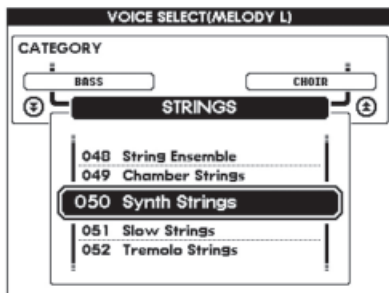 VOICE SELECT(MELODY L)
CATEGORY
BASS CHOIR
STRINGS
048 String Ensemble
049 Chamber Strings
050 Synth Strings
051 Slow Strings
052 Tremolo Strings